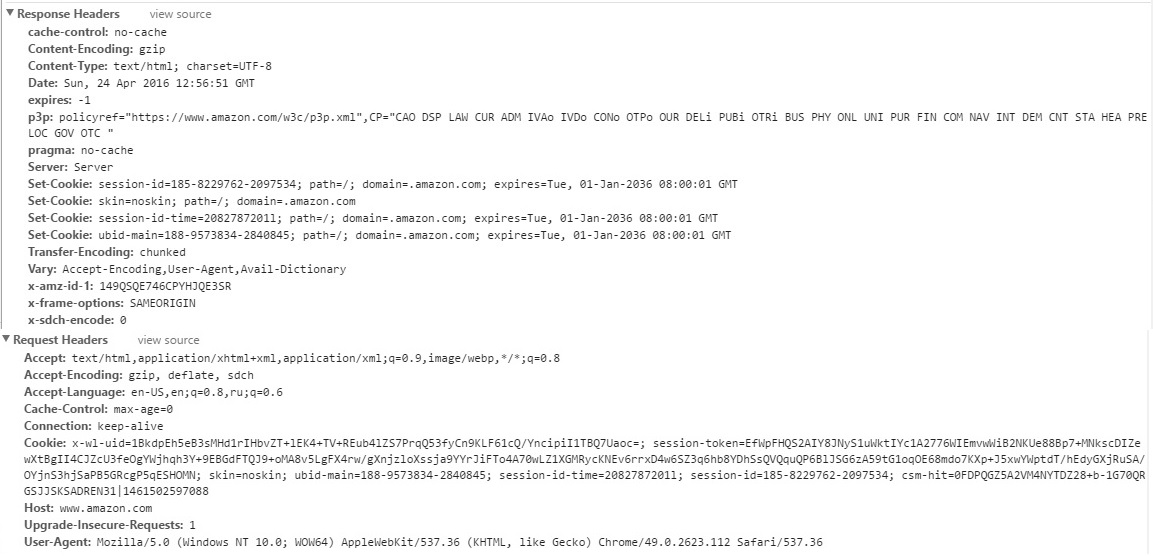 Response Headers view source
cache-control: no-cache
Content-Encoding: gzip
Content-Type: text/html; charset=UTF-8
Date: Sun, 24 Apr 2016 12:56:51 GMT
expires: -1
p3p: policyref="https://www.amazon.com/w3c/p3p.xml",CP="CAO DSP LAW CUR ADM IVAo IVDo CONo OTPo OUR DELi PUBi OTRi BUS PHY ONL UNI PUR FIN COM NAV INT DEM CNT STA HEA PRE
LOC GOV OTC "
pragma: no-cache
Server: Server
Set-Cookie: session-id=185-8229762-2097534; path=/; domain=.amazon.com; expires=Tue, 01-Jan-2036 08:00:01 GMT
Set-Cookie: skin=noskin; path=/; domain=.amazon.com
Set-Cookie: session-id-time=2082787201l; path=/; domain=.amazon.com; expires=Tue, 01-Jan-2036 08:00:01 GMT
Set-Cookie: ubid-main=188-9573834-2840845; path=/; domain=.amazon.com; expires=Tue, 01-Jan-2036 08:00:01 GMT
Transfer-Encoding: chunked
Vary: Accept-Encoding,User-Agent,Avail-Dictionary
x-amz-id-1: 149QSQE746CPYHJQE3SR
x-frame-options: SAMEORIGIN
x-sdch-encode: 0
Request Headers view source
Accept: text/html,application/xhtml+xml,application/xml;q=0.9,image/webp,*/*;q=0.8
Accept-Encoding: gzip, deflate, sdch
Accept-Language: en-US,en;q=0.8,ru;q=0.6
Cache-Control: max-age=0
Connection: keep-alive
Cookie: x-wl-uid=1BkdpEh5eB3sMHd1rIHbvZT+lEK4+TV+REub4lZS7PrqQ53fyCn9KLF61cQ/YncipiI1TBQ7Uaoc=; session-token=EfWpFHQS2AIY8JNyS1uWktIYc1A2776WIEmvwWiB2NKUe88Bp7+MNkscDIZe
wXtBgII4CJZcU3feOgYWjhqh3Y+9EBGdFTQJ9+oMA8v5LgFX4rw/gXnjzloXssja9YYrJiFTo4A70wLZ1XGMRycKNEv6rrxD4w6SZ3q6hb8YDhSsQVQquQP6BlJSG6zA59tG1oqOE68mdo7KXp+J5xwYWptdT/hEdyGXjRuSA/
OYjnS3hjSaPB5GRcgP5qESHOMN; skin=noskin; ubid-main=188-9573834-2840845; session-id-time=2082787201l; session-id=185-8229762-2097534; csm-hit=0FDPQGZ5A2VM4NYTDZ28+b-1G70QR
GSJJSKSADREN31|1461502597088
Host: www.amazon.com
Upgrade-Insecure-Requests: 1
User-Agent: Mozilla/5.0 (Windows NT 10.0; WOW64) AppleWebKit/537.36 (KHTML, like Gecko) Chrome/49.0.2623.112 Safari/537.36